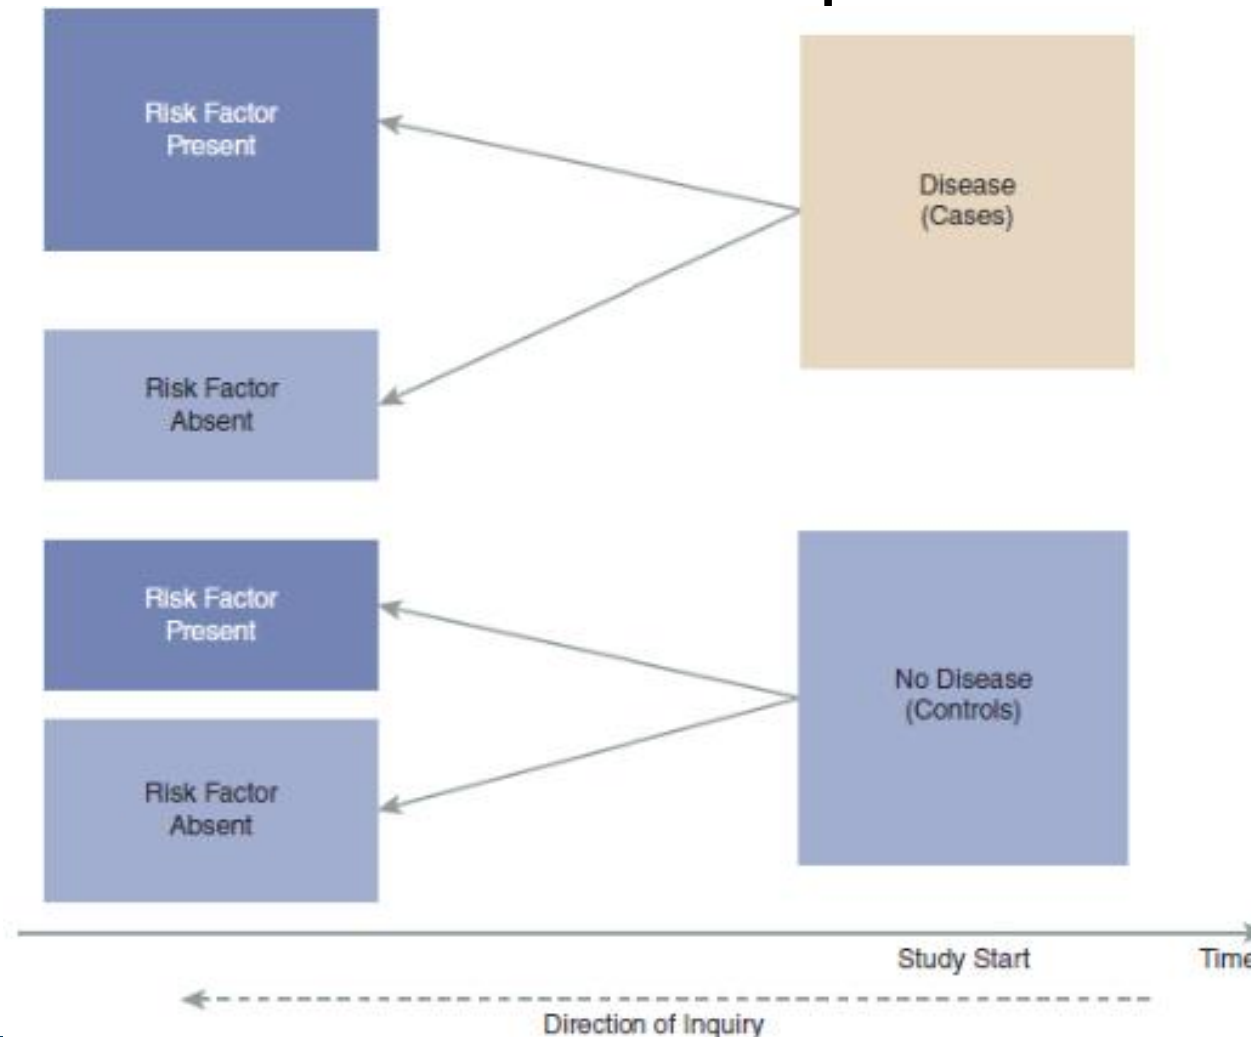 Risk Factor
Present
Disease
(Cases)
Risk Factor
Absent
Risk Factor
Present
No Disease
(Controls)
Risk Factor
Absent
Study Start
Time
Direction of Inquiry